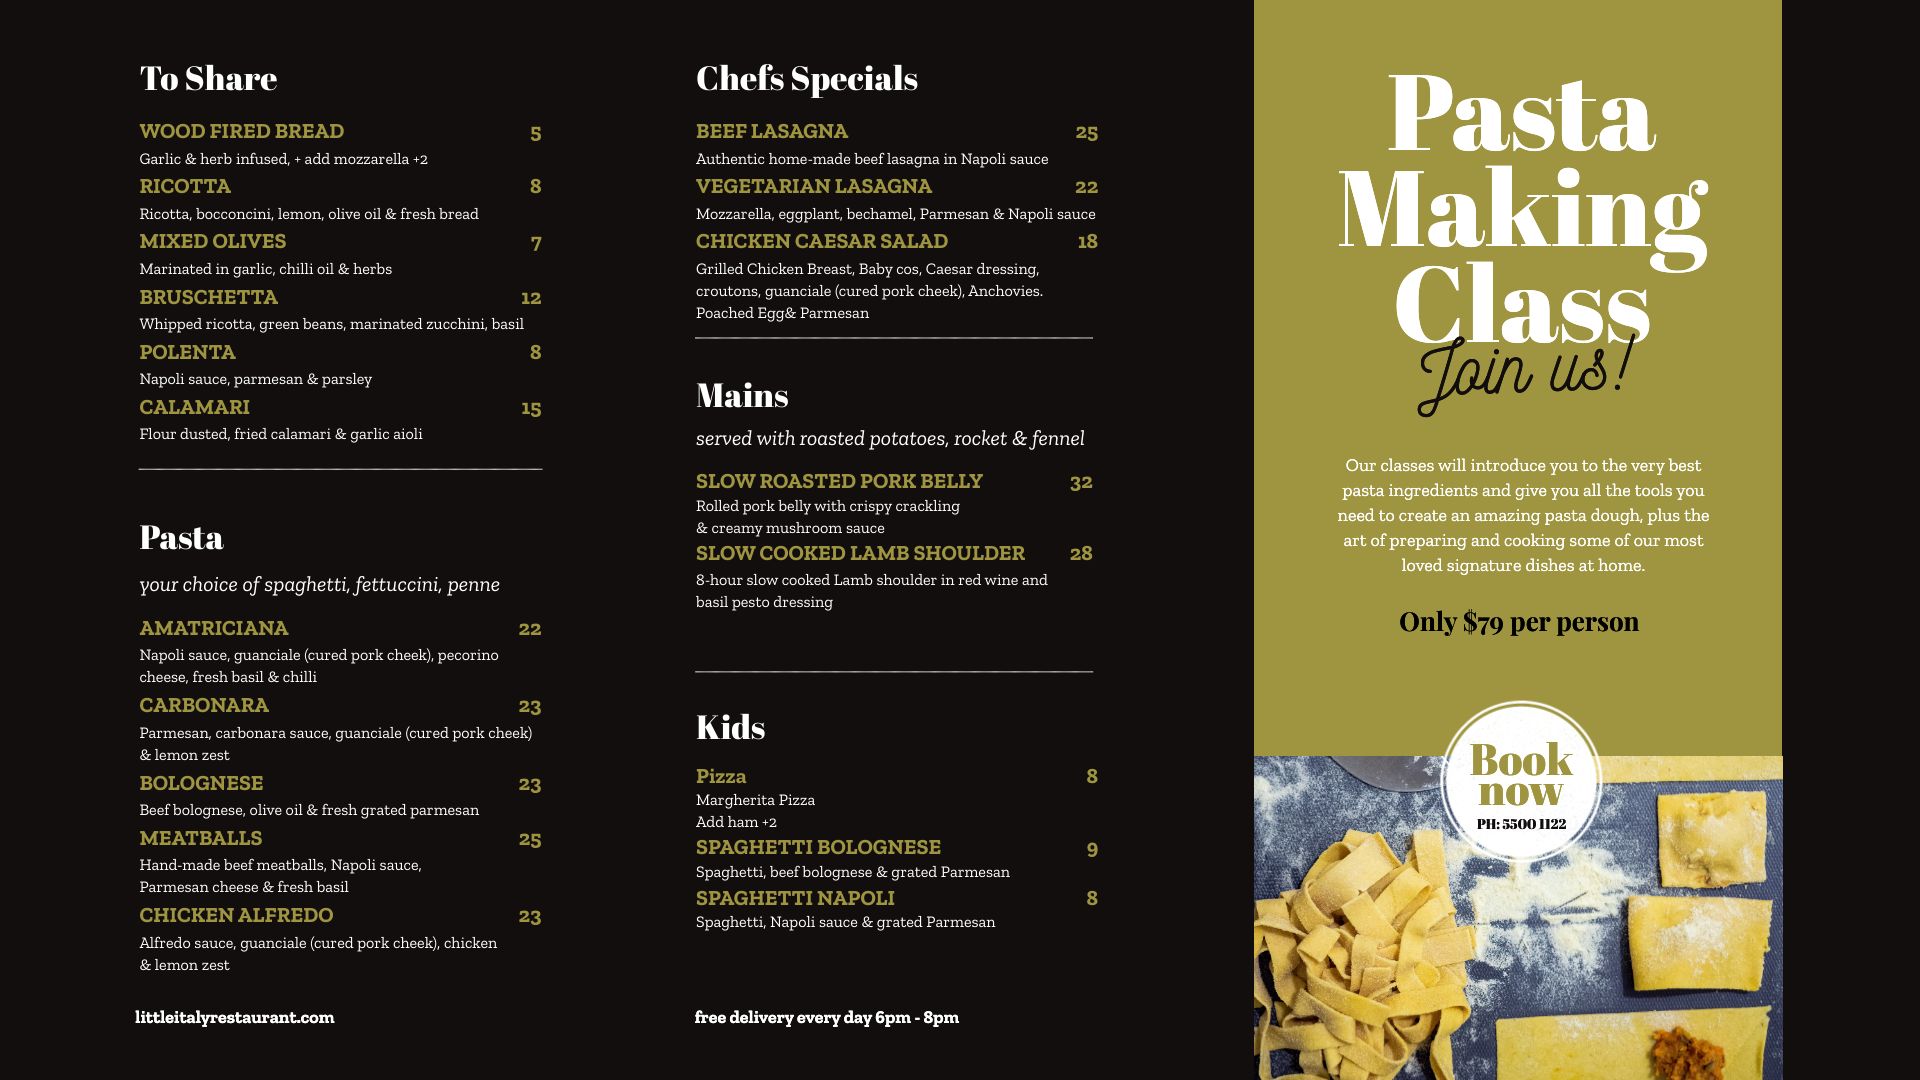 To Share
WOOD FIRED BREAD 5
Garlic & herb infused, + add mozzarella +2
RICOTTA 8
Ricotta, bocconcini, lemon, olive oil & fresh bread
MIXED OLIVES 7
Marinated in garlic, chilli oil & herbs
BRUSCHETTA 12
Whipped ricotta, green beans, marinated zucchini, basil
POLENTA 8
Napoli sauce, parmesan & parsley
CALAMARI 15
Flour dusted, fried calamari & garlic aioli
Pasta
your choice of spaghetti, fettuccini, penne
AMATRICIANA 22
Napoli sauce, guanciale (cured pork cheek), pecorino
cheese, fresh basil & chilli
CARBONARA 23
Parmesan, carbonara sauce, guanciale (cured pork cheek)
& lemon zest
BOLOGNESE 23
Beef bolognese, olive oil & fresh grated parmesan
MEATBALLS 25
Hand-made beef meatballs, Napoli sauce,
Parmesan cheese & fresh basil
CHICKEN ALFREDO 23
Alfredo sauce, guanciale (cured pork cheek), chicken
& lemon zest
littleitalyrestaurant.com
Chefs Specials
BEEF LASAGNA 25
Authentic home-made beef lasagna in Napoli sauce
VEGETARIAN LASAGNA 22
Mozzarella, eggplant, bechamel, Parmesan & Napoli sauce
CHICKEN CAESAR SALAD 18
Grilled Chicken Breast, Baby cos, Caesar dressing,
croutons, guanciale (cured pork cheek), Anchovies.
Poached Egg& Parmesan
Mains
served with roasted potatoes, rocket & fennel
SLOW ROASTED PORK BELLY 32
Rolled pork belly with crispy crackling
& creamy mushroom sauce
SLOW COOKED LAMB SHOULDER 28
8-hour slow cooked Lamb shoulder in red wine and
basil pesto dressing
Kids
Pizza 8
Margherita Pizza
Add ham +2
SPAGHETTI BOLOGNESE 9
Spaghetti, beef bolognese & grated Parmesan
SPAGHETTI NAPOLI 8
Spaghetti, Napoli sauce & grated Parmesan
free delivery every day 6pm - 8pm
Pasta
Making
Class
Join us!
Our classes will introduce you to the very best
pasta ingredients and give you all the tools you
need to create an amazing pasta dough, plus the
art of preparing and cooking some of our most
loved signature dishes at home.
Only $79 per person
Book
now
PH: 5500 1122